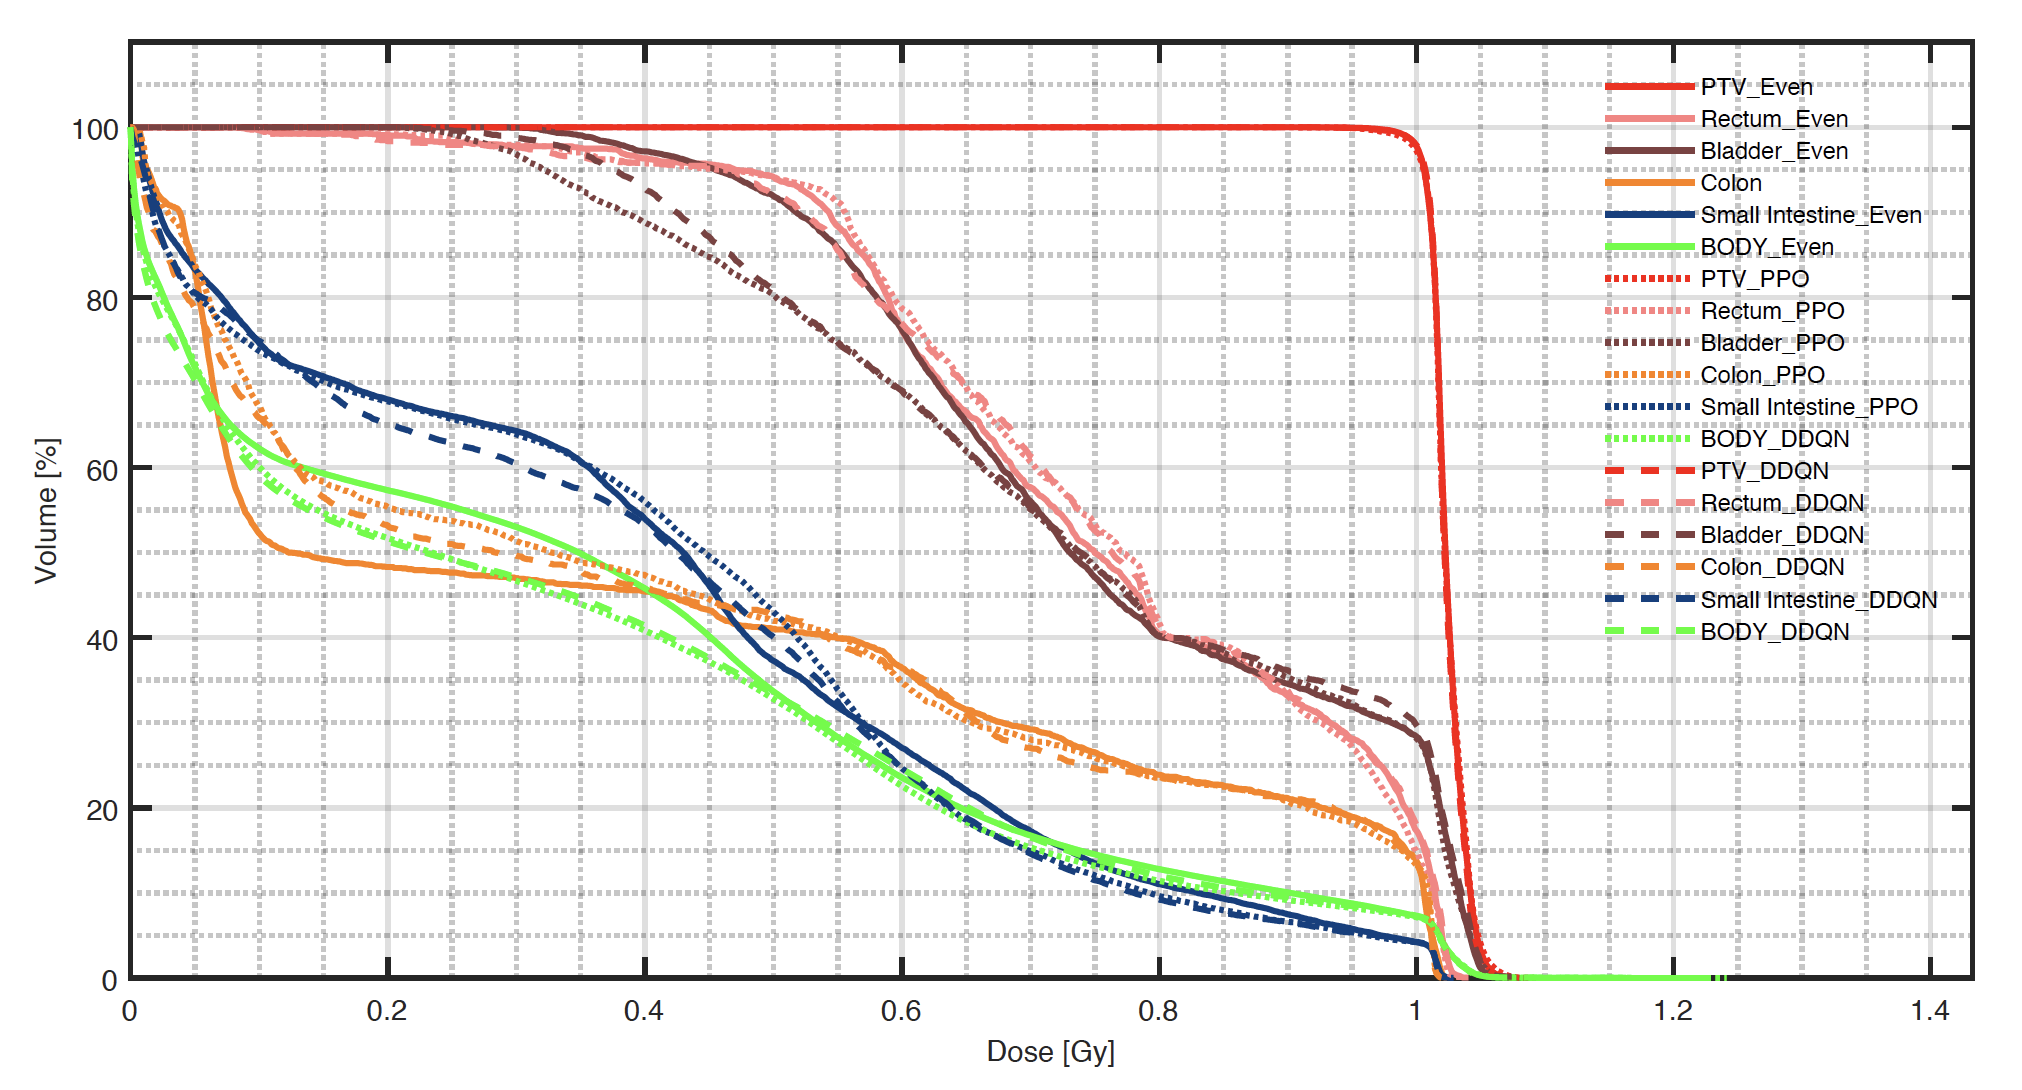 PTV_Even
Rectum_Even
Bladder_Even
Colon
Small Intestine_Even
BODY_Even
PTV_PPO
Rectum_PPO
Bladder_PPO
Colon_PPO
Small Intestine_PPO
BODY_DDQN
PTV_DDQN
Rectum_DDQN
Bladder_DDQN
Colon_DDQN
Small Intestine_DDQN
BODY_DDQN
100
80
60
40
20
0
Volume [%]
0 0.2 0.4 0.6 0.8 1 1.2 1.4
Dose [Gy]